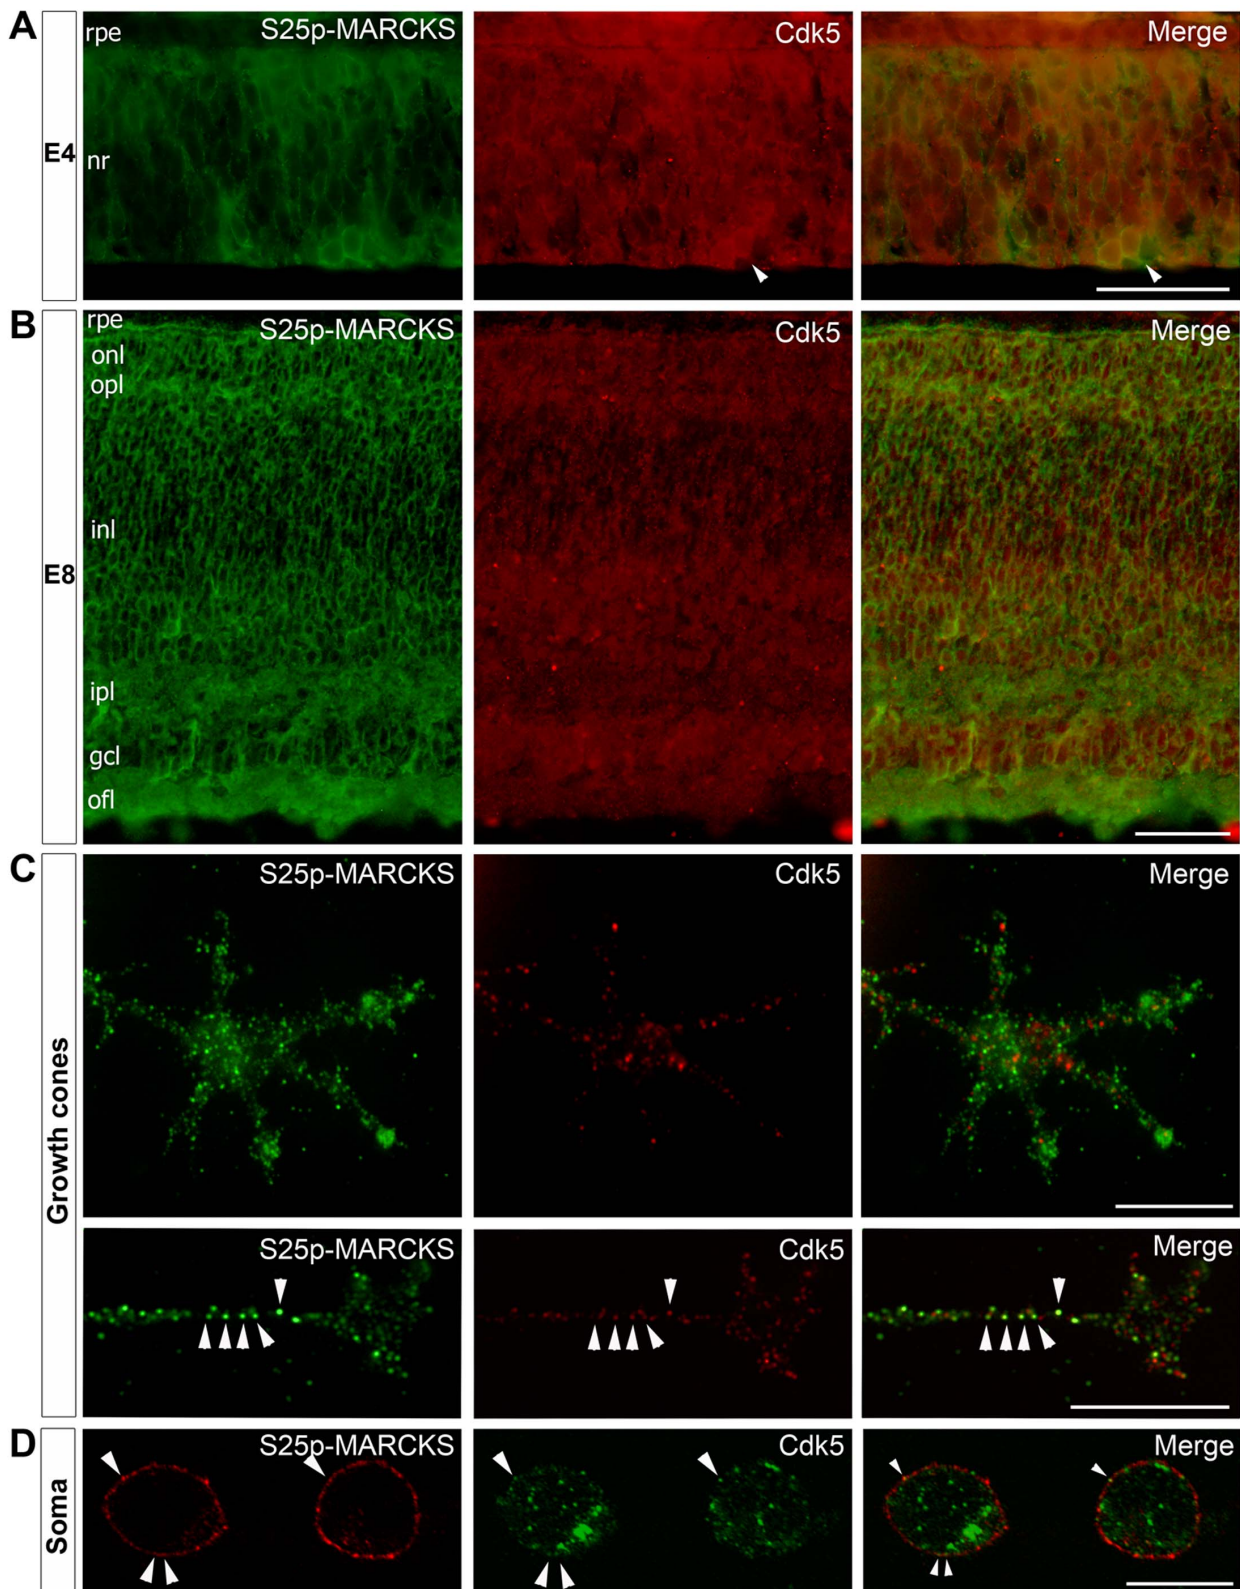 A
E4
rpe
nr
S25p-MARCKS
Cdk5
Merge
B
E8
rpe
onl
opl
inl
ipl
gcl
ofl
S25p-MARCKS
Cdk5
Merge
C
Growth cones
S25p-MARCKS
Cdk5
Merge
S25p-MARCKS
Cdk5
Merge
D
Soma
S25p-MARCKS
Cdk5
Merge